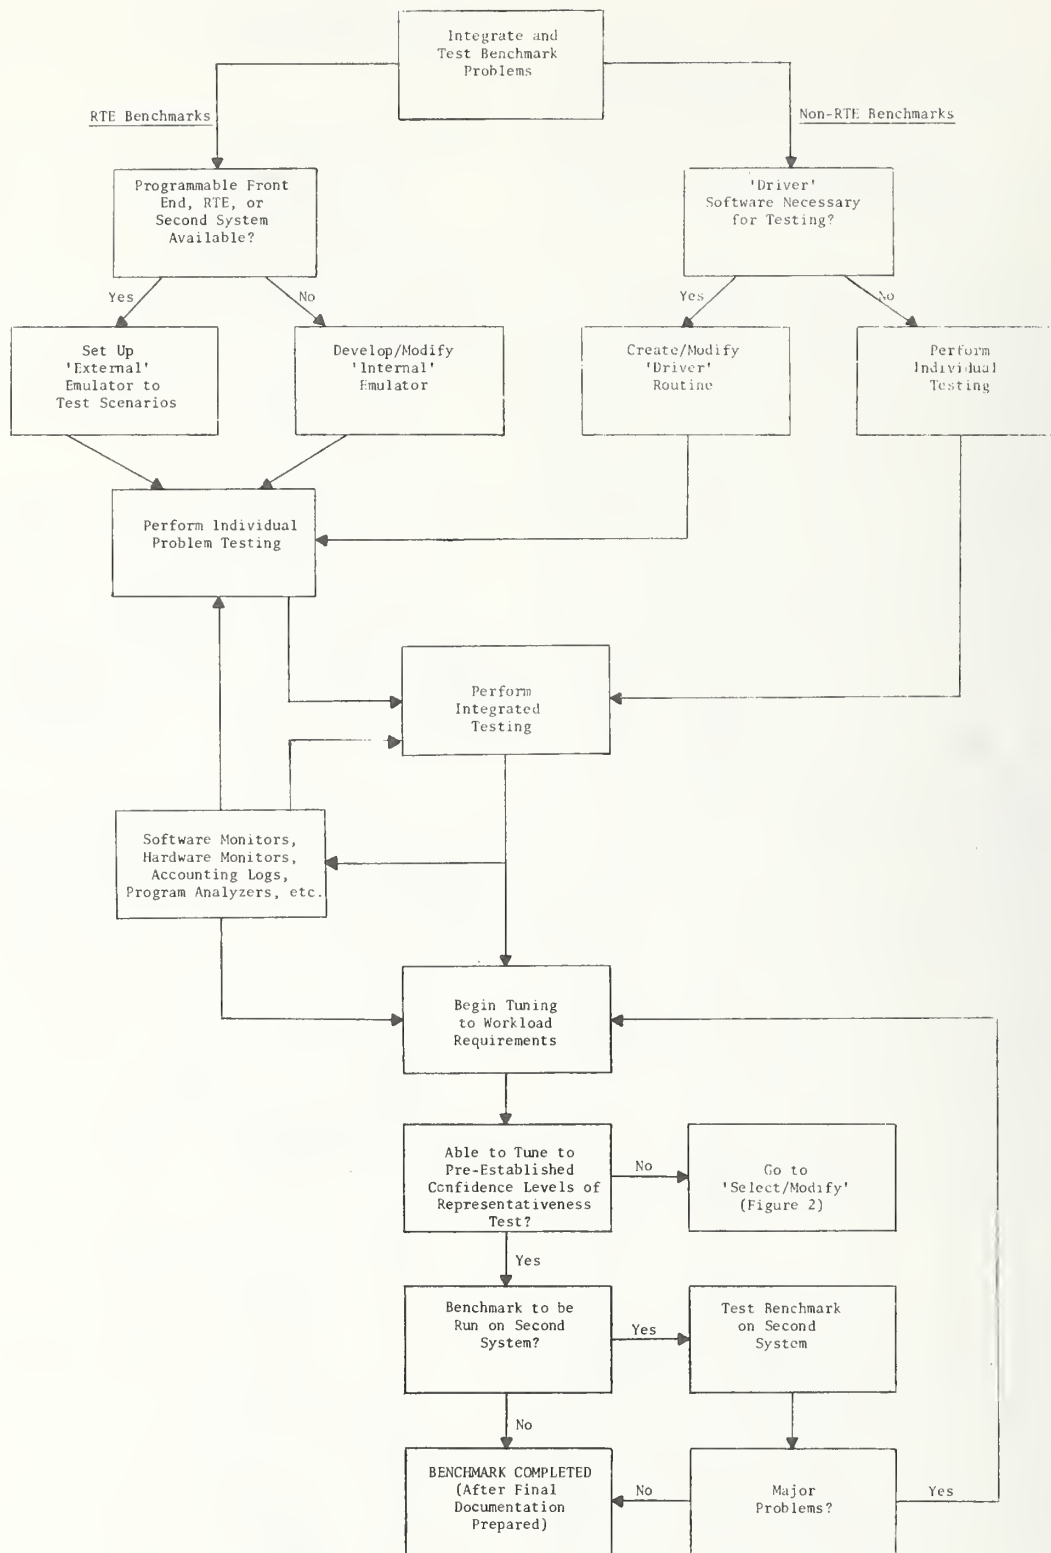 Integrate and
Test Benchmark
Problems
RTE Benchmarks
Non-RTE Benchmarks
Programmable Front
End, RTE, or
Second System
Available?
'Driver'
Software Necessary
for Testing?
Yes
No
Yes
No
Set Up
'External'
Emulator to
Test Scenarios
Develop/Modify
'Internal'
Emulator
Create/Modify
'Driver'
Routine
Perform
Individual
Testing
Perform Individual
Problem Testing
Perform
Integrated
Testing
Software Monitors,
Hardware Monitors,
Accounting Logs,
Program Analyzers, etc.
Begin Tuning
to Workload
Requirements
Able to Tune to
Pre-Established
Confidence Levels of
Representativeness
Test?
No
Go to
'Select/Modify'
(Figure 2)
Yes
Benchmark to be
Run on Second
System?
Yes
Test Benchmark
on Second
System
No
BENCHMARK COMPLETED
(After Final
Documentation
Prepared)
No
Major
Problems?
Yes